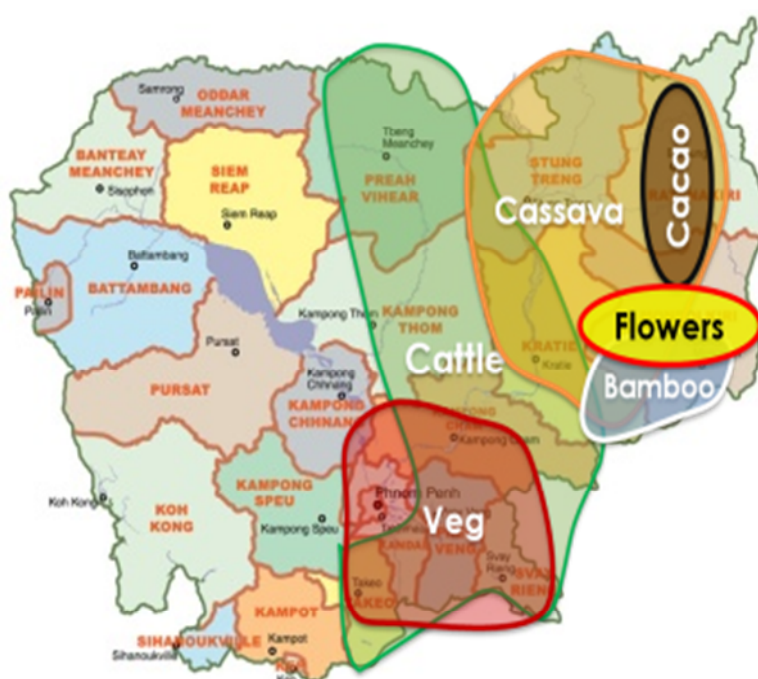 Samrong
ODDAR
MEANCHEY
Tbeng
Meanchey
BANTEAY
MEANCHEY
Sisophon
SIEM
REAP
Siem Reap
PREAH
VIHEAR
STUNG
TRENG
Cassava
Cacao
Battambang
BATTAMBANG
PAILIN
Pailin
Kampong Thom
KAMPONG
THOM
Flowers
Pursat
Cattle
KRATIE
Kratie
Bamboo
PURSAT
Kampong
Chhnang
KAMPONG
CHHNANG
Kampong Cham
KAMPONG
SPEU
Kampong Speu
Koh Kong
KOH
KONG
Phnom Penh
Veg
Svay
Rieng
SVAY
RIENG
Takeo
TAKEO
KAMPOT
Kampot
SIHANOUKVILLE
Sihanoukville